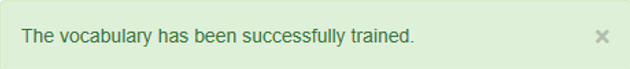 The vocabulary has been successfully trained.